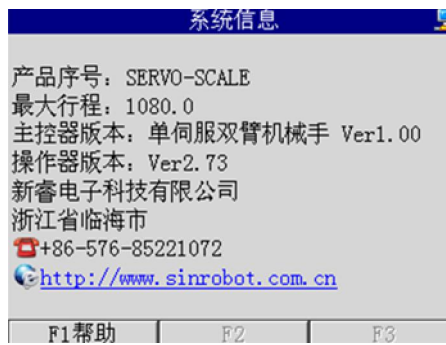 系统信息
产品序号: SERVO-SCALE
最大行程: 1080.0
主控器版本: 单伺服双臂机械手 Ver1.00
操作器版本: Ver2.73
新睿电子科技有限公司
浙江省临海市
☎+86-576-85221072
http://www.sinrobot.com.cn
F1帮助 F2 F3